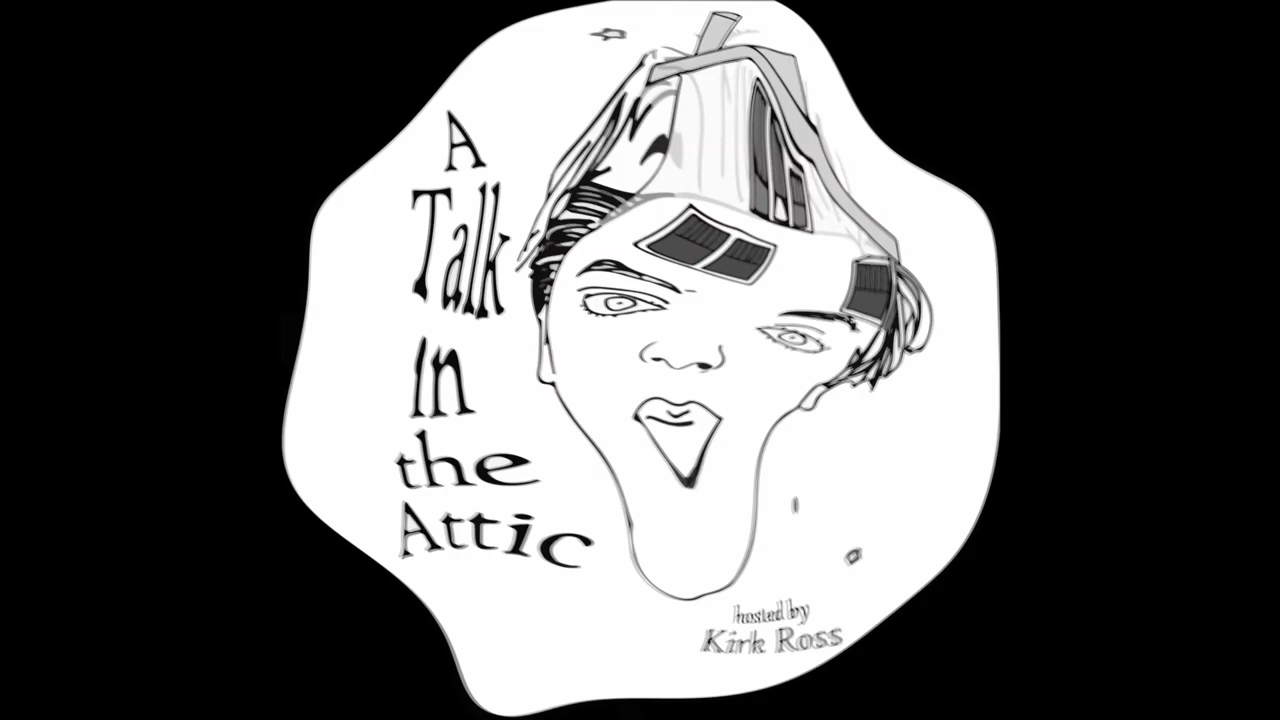 A
Talk
in
the
Attic
hosted by
Kirk Ross